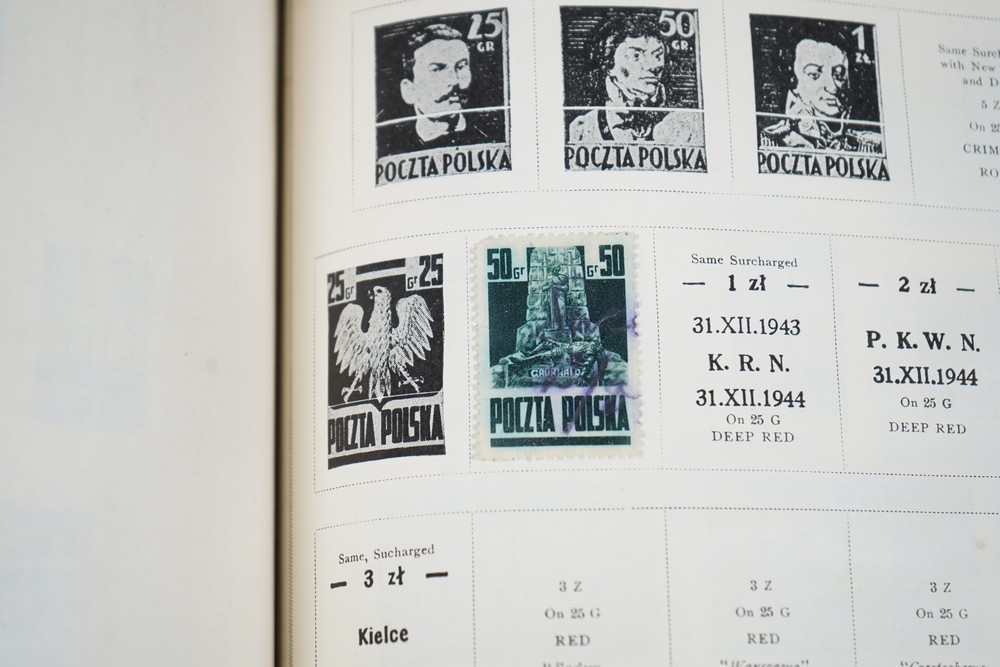 25
GR
POCZTA POLSKA
50
GR.
POCZTA POLSKA
1
ZŁ.
POCZTA POLSKA
Same
with New
and
5
On
25 Gr Gr 25
POCZTA POLSKA
50 Gr Gr 50
GRUNWALD
POCZTA POLSKA
Same Surcharged
— 1 zł —
31.XII.1943
K. R. N.
31.XII.1944
On 25 G
DEEP RED
— 2 zł —
P. K. W. N.
31.XII.1944
On 25 G
DEEP RED
Same, Sucharged
— 3 zł —
Kielce
3 Z
On 25 G
RED
3 Z
On 25 G
RED
3 Z
On 25 G
RED